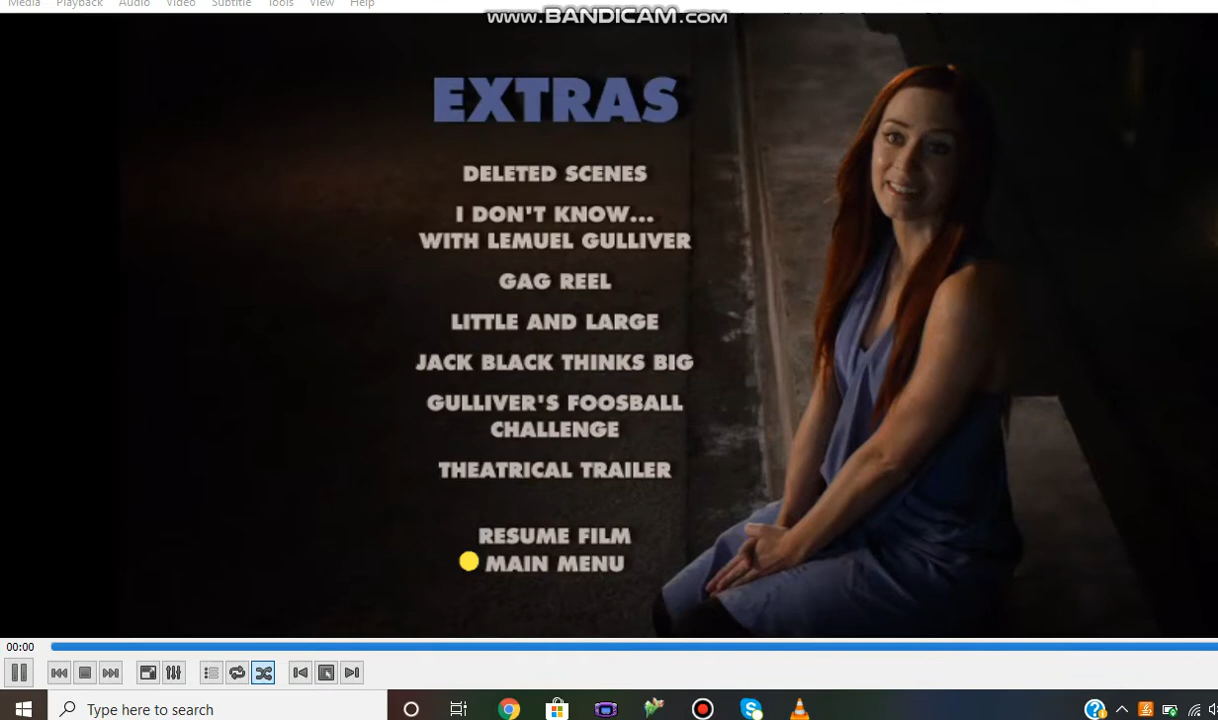 Media Playback Audio Video Subtitle Tools View Help
www.BANDICAM.com
EXTRAS
DELETED SCENES
I DON'T KNOW...
WITH LEMUEL GULLIVER
GAG REEL
LITTLE AND LARGE
JACK BLACK THINKS BIG
GULLIVER'S FOOSBALL
CHALLENGE
THEATRICAL TRAILER
RESUME FILM
MAIN MENU
00:00
Type here to search